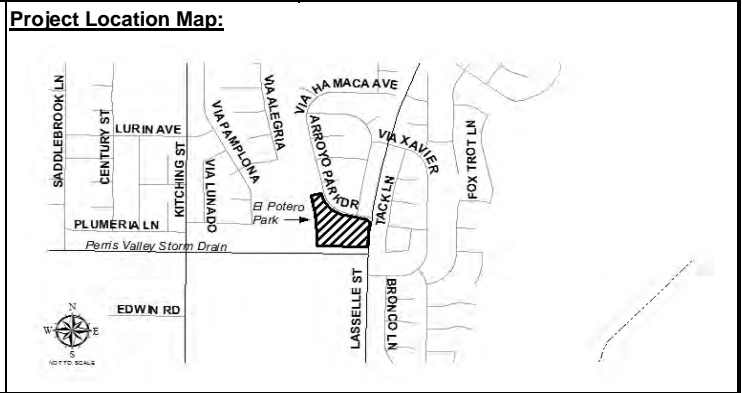 Project Location Map:
SADDLEBROOK LN
CENTURY ST
LURIN AVE
KITCHING ST
VIA LUNADO
VIA PAMPLONA
VIA ALEGRIA
VIA HAMACA AVE
ARROYO PARK DR
VIA XAVIER
TACK LN
FOX TROT LN
El Potero
Park
PLUMERIA LN
Perris Valley Storm Drain
EDWIN RD
LASSELLE ST
BRONCO LN
N
W
E
S
NOT TO SCALE